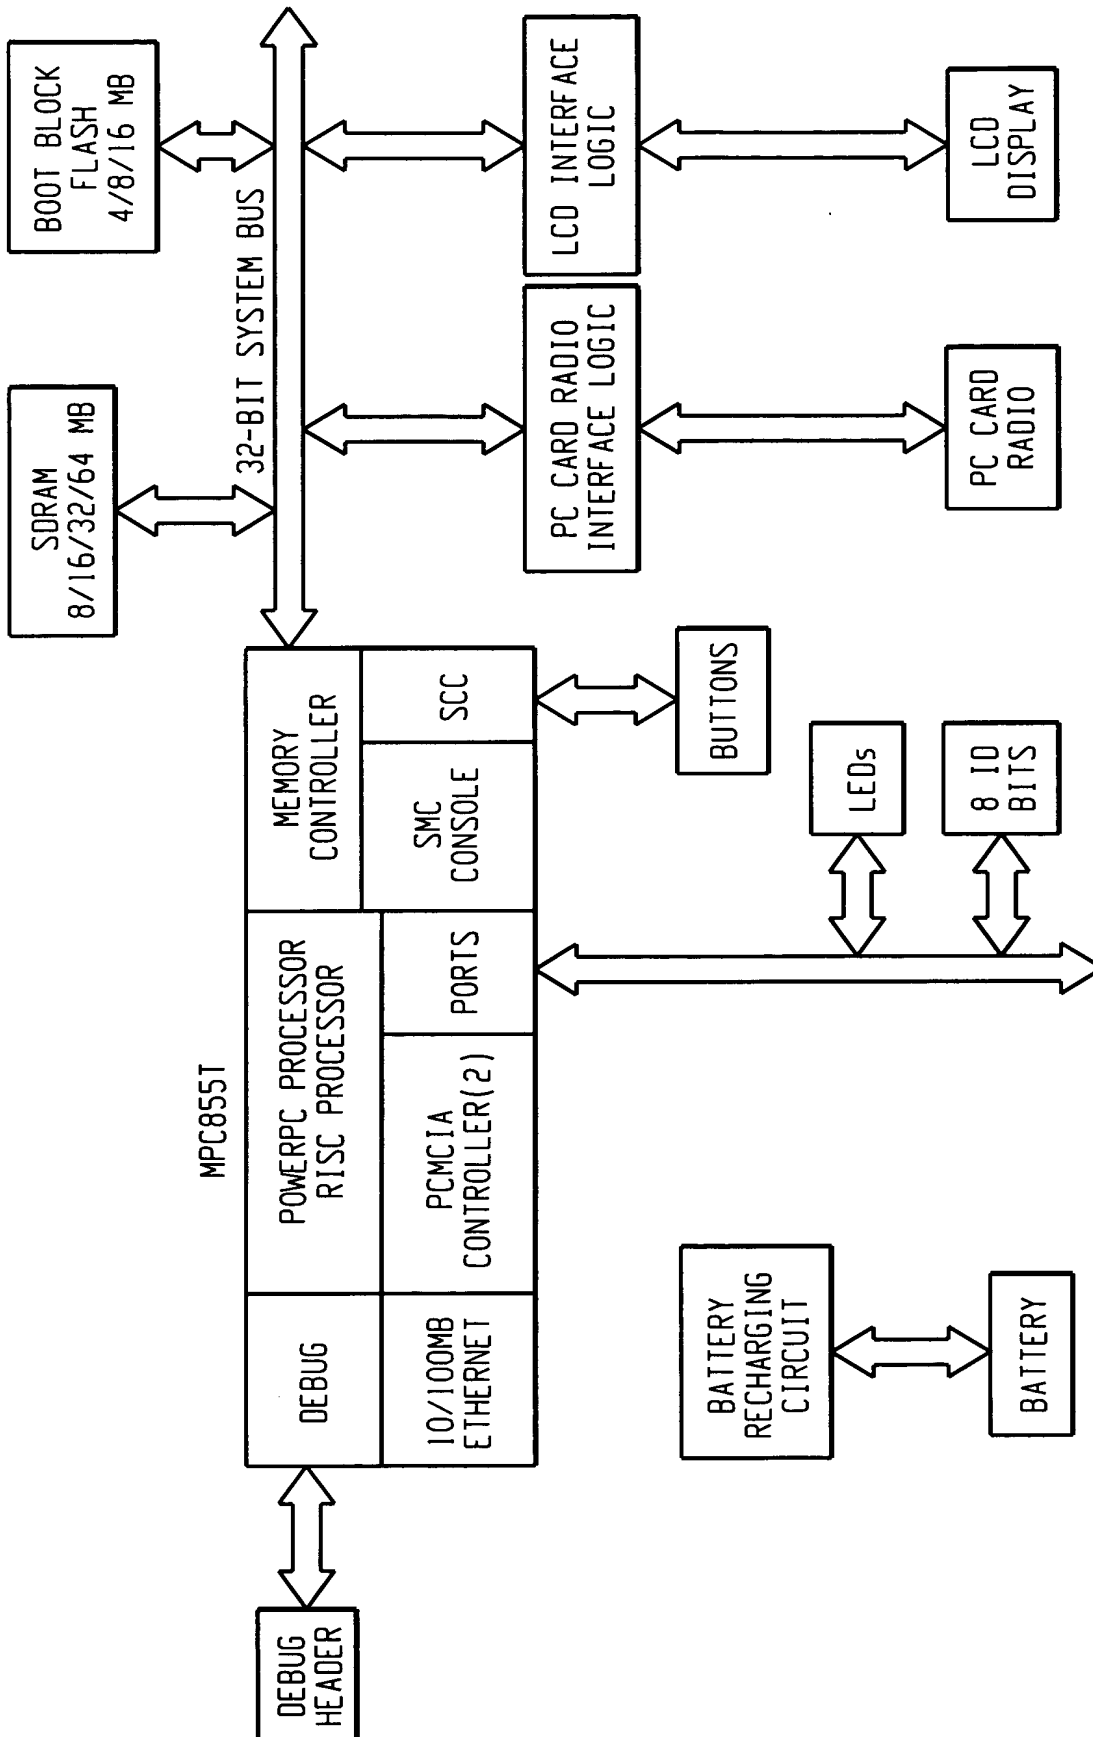 BOOT BLOCK
FLASH
4/8/16 MB
SDRAM
8/16/32/64 MB
32-BIT SYSTEM BUS
LCD INTERFACE
LOGIC
LCD
DISPLAY
PC CARD RADIO
INTERFACE LOGIC
PC CARD
RADIO
MPC855T
MEMORY
CONTROLLER
SCC
SMC
CONSOLE
POWERPC PROCESSOR
RISC PROCESSOR
PORTS
PCMCIA
CONTROLLER(2)
DEBUG
10/100MB
ETHERNET
BUTTONS
LEDs
8 ID
BITS
DEBUG
HEADER
BATTERY
RECHARGING
CIRCUIT
BATTERY